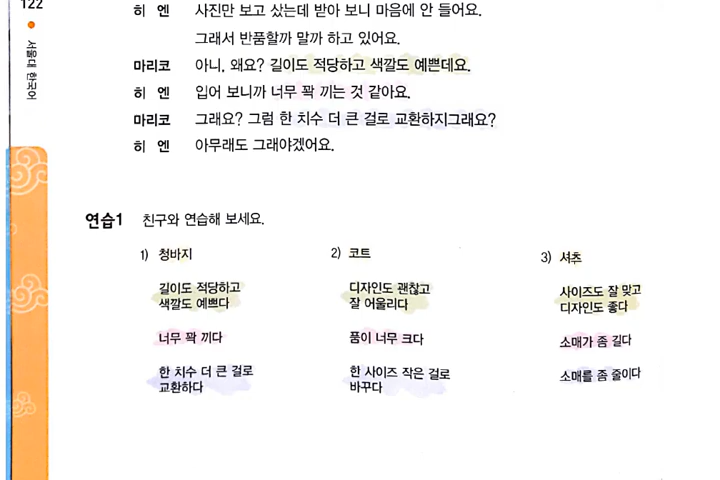 122
서울대 한국어
히 엔 사진만 보고 샀는데 받아 보니 마음에 안 들어요.
그래서 반품할까 말까 하고 있어요.
마리코 아니, 왜요? 길이도 적당하고 색깔도 예쁜데요.
히 엔 입어 보니까 너무 꽉 끼는 것 같아요.
마리코 그래요? 그럼 한 치수 더 큰 걸로 교환하지그래요?
히 엔 아무래도 그래야겠어요.
연습1 친구와 연습해 보세요.
1) 청바지
길이도 적당하고
색깔도 예쁘다
너무 꽉 끼다
한 치수 더 큰 걸로
교환하다
2) 코트
디자인도 괜찮고
잘 어울리다
품이 너무 크다
한 사이즈 작은 걸로
바꾸다
3) 셔츠
사이즈도 잘 맞고
디자인도 좋다
소매가 좀 길다
소매를 좀 줄이다